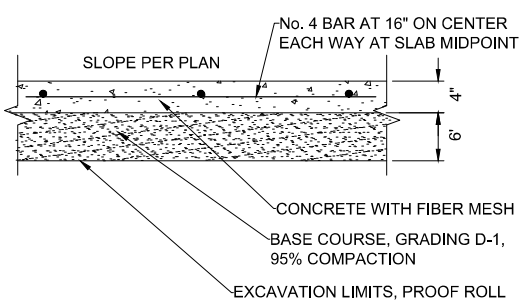 No. 4 BAR AT 16" ON CENTER
EACH WAY AT SLAB MIDPOINT
SLOPE PER PLAN
4"
6'
CONCRETE WITH FIBER MESH
BASE COURSE, GRADING D-1,
95% COMPACTION
EXCAVATION LIMITS, PROOF ROLL